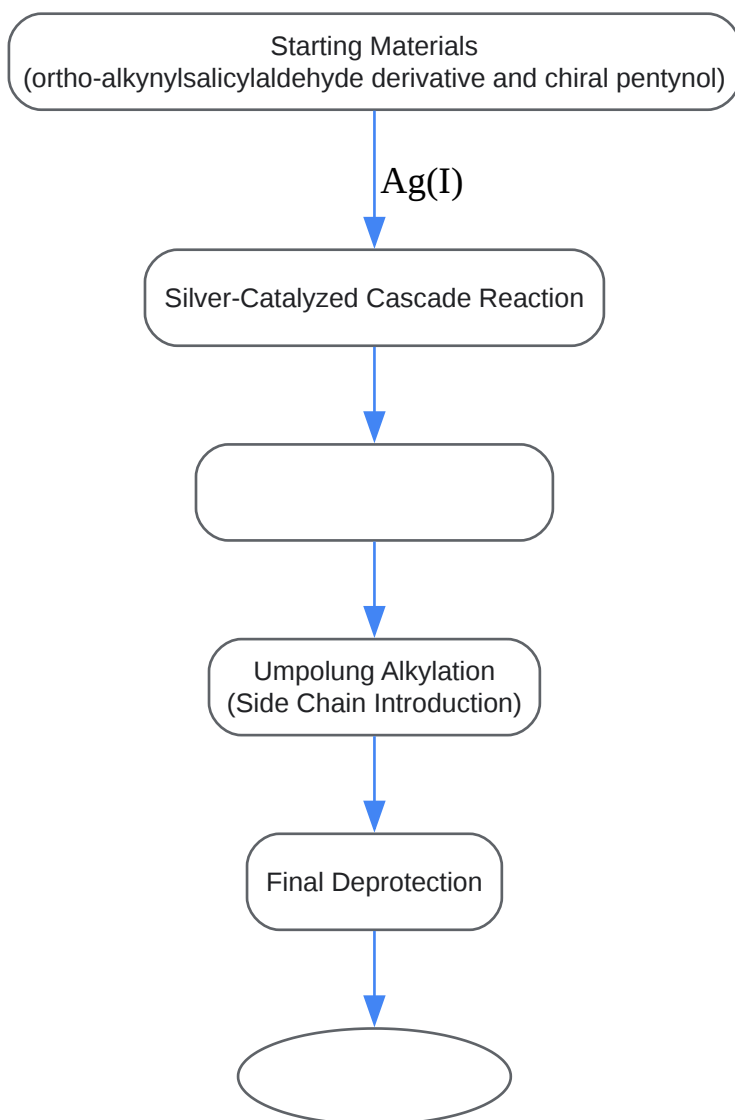 Starting Materials
(ortho-alkynylsalicylaldehyde derivative and chiral pentynol)
Ag(I)
Silver-Catalyzed Cascade Reaction
Umpolung Alkylation
(Side Chain Introduction)
Final Deprotection